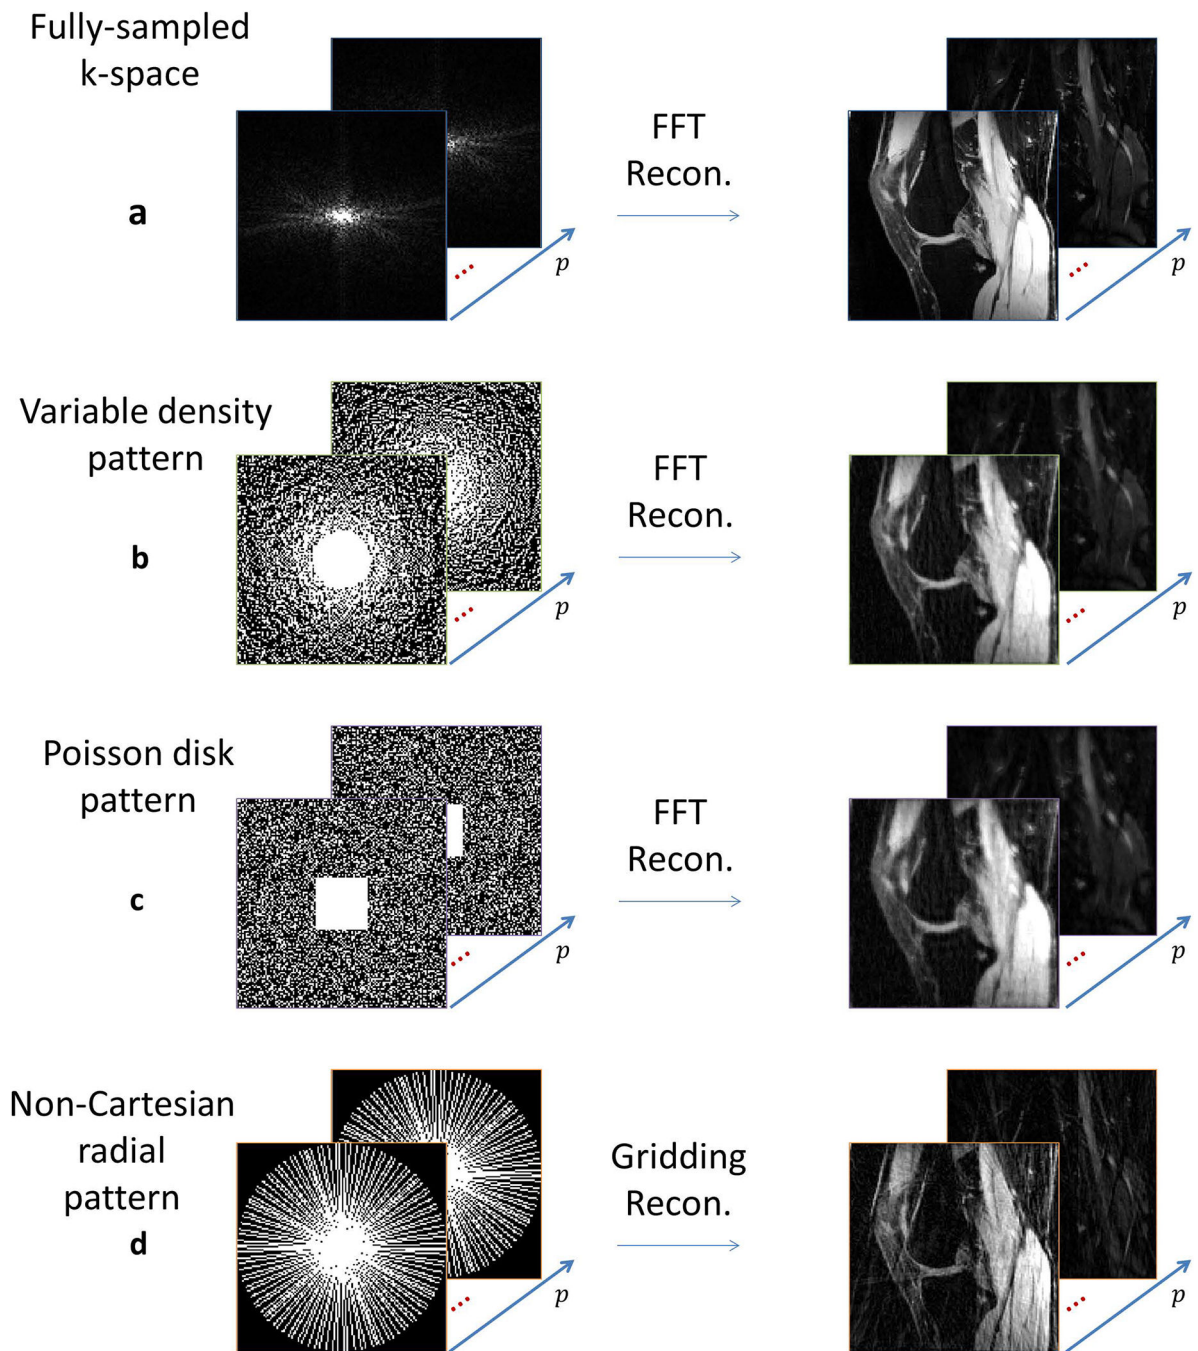 Fully-sampled
k-space
FFT
Recon.
a
p
p
Variable density
pattern
FFT
Recon.
b
p
p
Poisson disk
pattern
FFT
Recon.
c
p
p
Non-Cartesian
radial
pattern
Gridding
Recon.
d
p
p